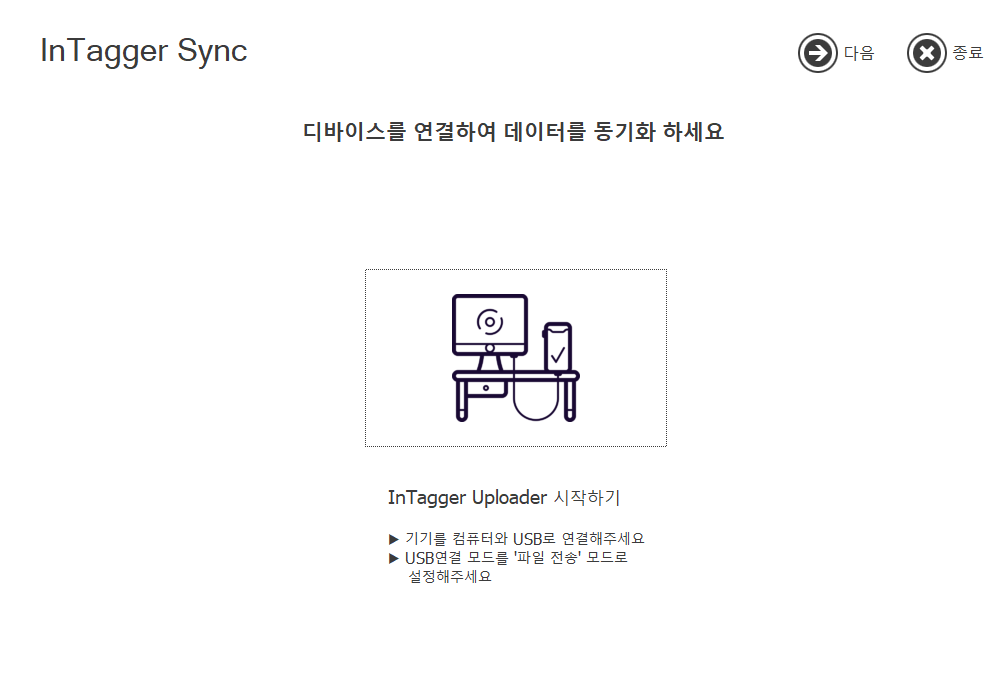 InTagger Sync
다음
종료
디바이스를 연결하여 데이터를 동기화 하세요
InTagger Uploader 시작하기
▶ 기기를 컴퓨터와 USB로 연결해주세요
▶ USB연결 모드를 '파일 전송' 모드로
설정해주세요